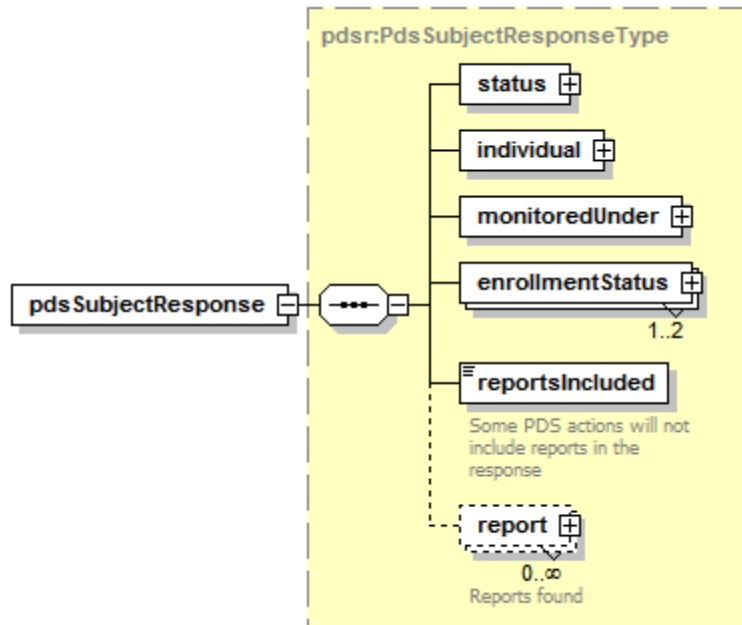 pdsr:PdsSubjectResponseType
status
individual
monitoredUnder
pdsSubjectResponse
enrollmentStatus
1..2
reportsIncluded
Some PDS actions will not
include reports in the
response
report
0..∞
Reports found